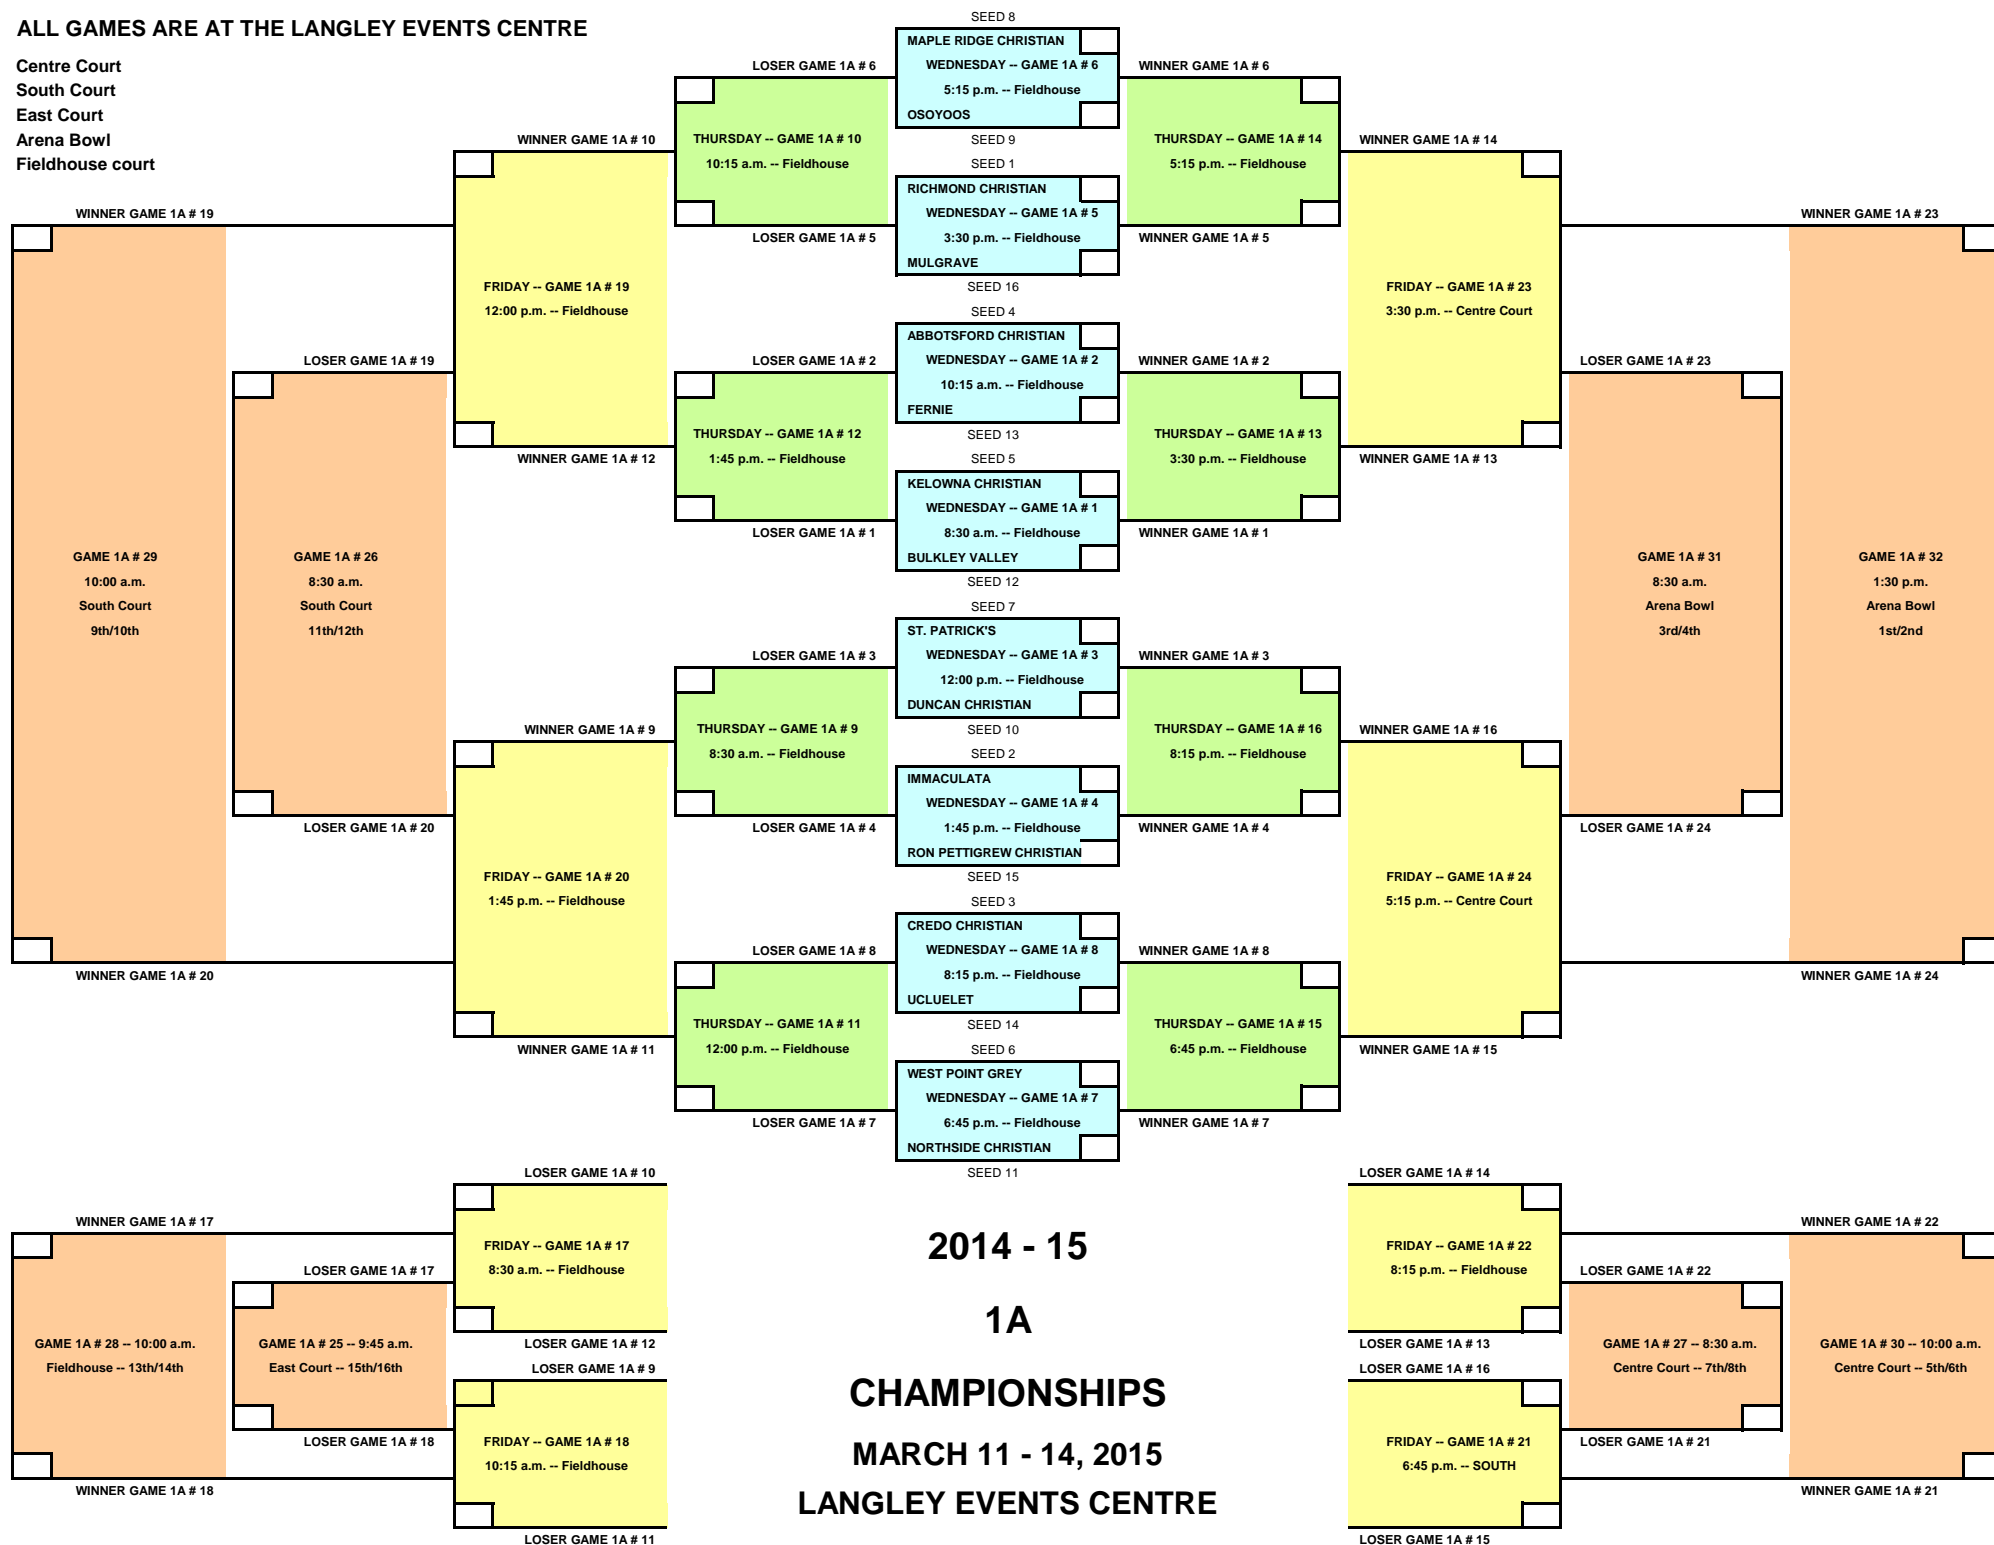 ALL GAMES ARE AT THE LANGLEY EVENTS CENTRE
Centre Court
South Court
East Court
Arena Bowl
Fieldhouse court
WINNER GAME 1A # 19
GAME 1A # 29
10:00 a.m.
South Court
9th/10th
WINNER GAME 1A # 20
LOSER GAME 1A # 19
GAME 1A # 26
8:30 a.m.
South Court
11th/12th
LOSER GAME 1A # 20
WINNER GAME 1A # 10
FRIDAY -- GAME 1A # 19
12:00 p.m. -- Fieldhouse
WINNER GAME 1A # 12
WINNER GAME 1A # 9
FRIDAY -- GAME 1A # 20
1:45 p.m. -- Fieldhouse
WINNER GAME 1A # 11
LOSER GAME 1A # 6
THURSDAY -- GAME 1A # 10
10:15 a.m. -- Fieldhouse
LOSER GAME 1A # 5
LOSER GAME 1A # 2
THURSDAY -- GAME 1A # 12
1:45 p.m. -- Fieldhouse
LOSER GAME 1A # 1
LOSER GAME 1A # 3
THURSDAY -- GAME 1A # 9
8:30 a.m. -- Fieldhouse
LOSER GAME 1A # 4
LOSER GAME 1A # 8
THURSDAY -- GAME 1A # 11
12:00 p.m. -- Fieldhouse
LOSER GAME 1A # 7
SEED 8
MAPLE RIDGE CHRISTIAN
WEDNESDAY -- GAME 1A # 6
5:15 p.m. -- Fieldhouse
OSOYOOS
SEED 9
SEED 1
RICHMOND CHRISTIAN
WEDNESDAY -- GAME 1A # 5
3:30 p.m. -- Fieldhouse
MULGRAVE
SEED 16
SEED 4
ABBOTSFORD CHRISTIAN
WEDNESDAY -- GAME 1A # 2
10:15 a.m. -- Fieldhouse
FERNIE
SEED 13
SEED 5
KELOWNA CHRISTIAN
WEDNESDAY -- GAME 1A # 1
8:30 a.m. -- Fieldhouse
BULKLEY VALLEY
SEED 12
SEED 7
ST. PATRICK'S
WEDNESDAY -- GAME 1A # 3
12:00 p.m. -- Fieldhouse
DUNCAN CHRISTIAN
SEED 10
SEED 2
IMMACULATA
WEDNESDAY -- GAME 1A # 4
1:45 p.m. -- Fieldhouse
RON PETTIGREW CHRISTIAN
SEED 15
SEED 3
CREDO CHRISTIAN
WEDNESDAY -- GAME 1A # 8
8:15 p.m. -- Fieldhouse
UCLUELET
SEED 14
SEED 6
WEST POINT GREY
WEDNESDAY -- GAME 1A # 7
6:45 p.m. -- Fieldhouse
NORTHSIDE CHRISTIAN
SEED 11
WINNER GAME 1A # 6
THURSDAY -- GAME 1A # 14
5:15 p.m. -- Fieldhouse
WINNER GAME 1A # 5
WINNER GAME 1A # 2
THURSDAY -- GAME 1A # 13
3:30 p.m. -- Fieldhouse
WINNER GAME 1A # 1
WINNER GAME 1A # 3
THURSDAY -- GAME 1A # 16
8:15 p.m. -- Fieldhouse
WINNER GAME 1A # 4
WINNER GAME 1A # 8
THURSDAY -- GAME 1A # 15
6:45 p.m. -- Fieldhouse
WINNER GAME 1A # 7
WINNER GAME 1A # 14
FRIDAY -- GAME 1A # 23
3:30 p.m. -- Centre Court
WINNER GAME 1A # 13
WINNER GAME 1A # 16
FRIDAY -- GAME 1A # 24
5:15 p.m. -- Centre Court
WINNER GAME 1A # 15
LOSER GAME 1A # 23
GAME 1A # 31
8:30 a.m.
Arena Bowl
3rd/4th
LOSER GAME 1A # 24
WINNER GAME 1A # 23
GAME 1A # 32
1:30 p.m.
Arena Bowl
1st/2nd
WINNER GAME 1A # 24
WINNER GAME 1A # 17
GAME 1A # 28 -- 10:00 a.m.
Fieldhouse -- 13th/14th
WINNER GAME 1A # 18
LOSER GAME 1A # 17
GAME 1A # 25 -- 9:45 a.m.
East Court -- 15th/16th
LOSER GAME 1A # 18
LOSER GAME 1A # 10
FRIDAY -- GAME 1A # 17
8:30 a.m. -- Fieldhouse
LOSER GAME 1A # 12
LOSER GAME 1A # 9
FRIDAY -- GAME 1A # 18
10:15 a.m. -- Fieldhouse
LOSER GAME 1A # 11
2014 - 15
1A
CHAMPIONSHIPS
MARCH 11 - 14, 2015
LANGLEY EVENTS CENTRE
LOSER GAME 1A # 14
FRIDAY -- GAME 1A # 22
8:15 p.m. -- Fieldhouse
LOSER GAME 1A # 13
LOSER GAME 1A # 16
FRIDAY -- GAME 1A # 21
6:45 p.m. -- SOUTH
LOSER GAME 1A # 15
LOSER GAME 1A # 22
GAME 1A # 27 -- 8:30 a.m.
Centre Court -- 7th/8th
LOSER GAME 1A # 21
WINNER GAME 1A # 22
GAME 1A # 30 -- 10:00 a.m.
Centre Court -- 5th/6th
WINNER GAME 1A # 21